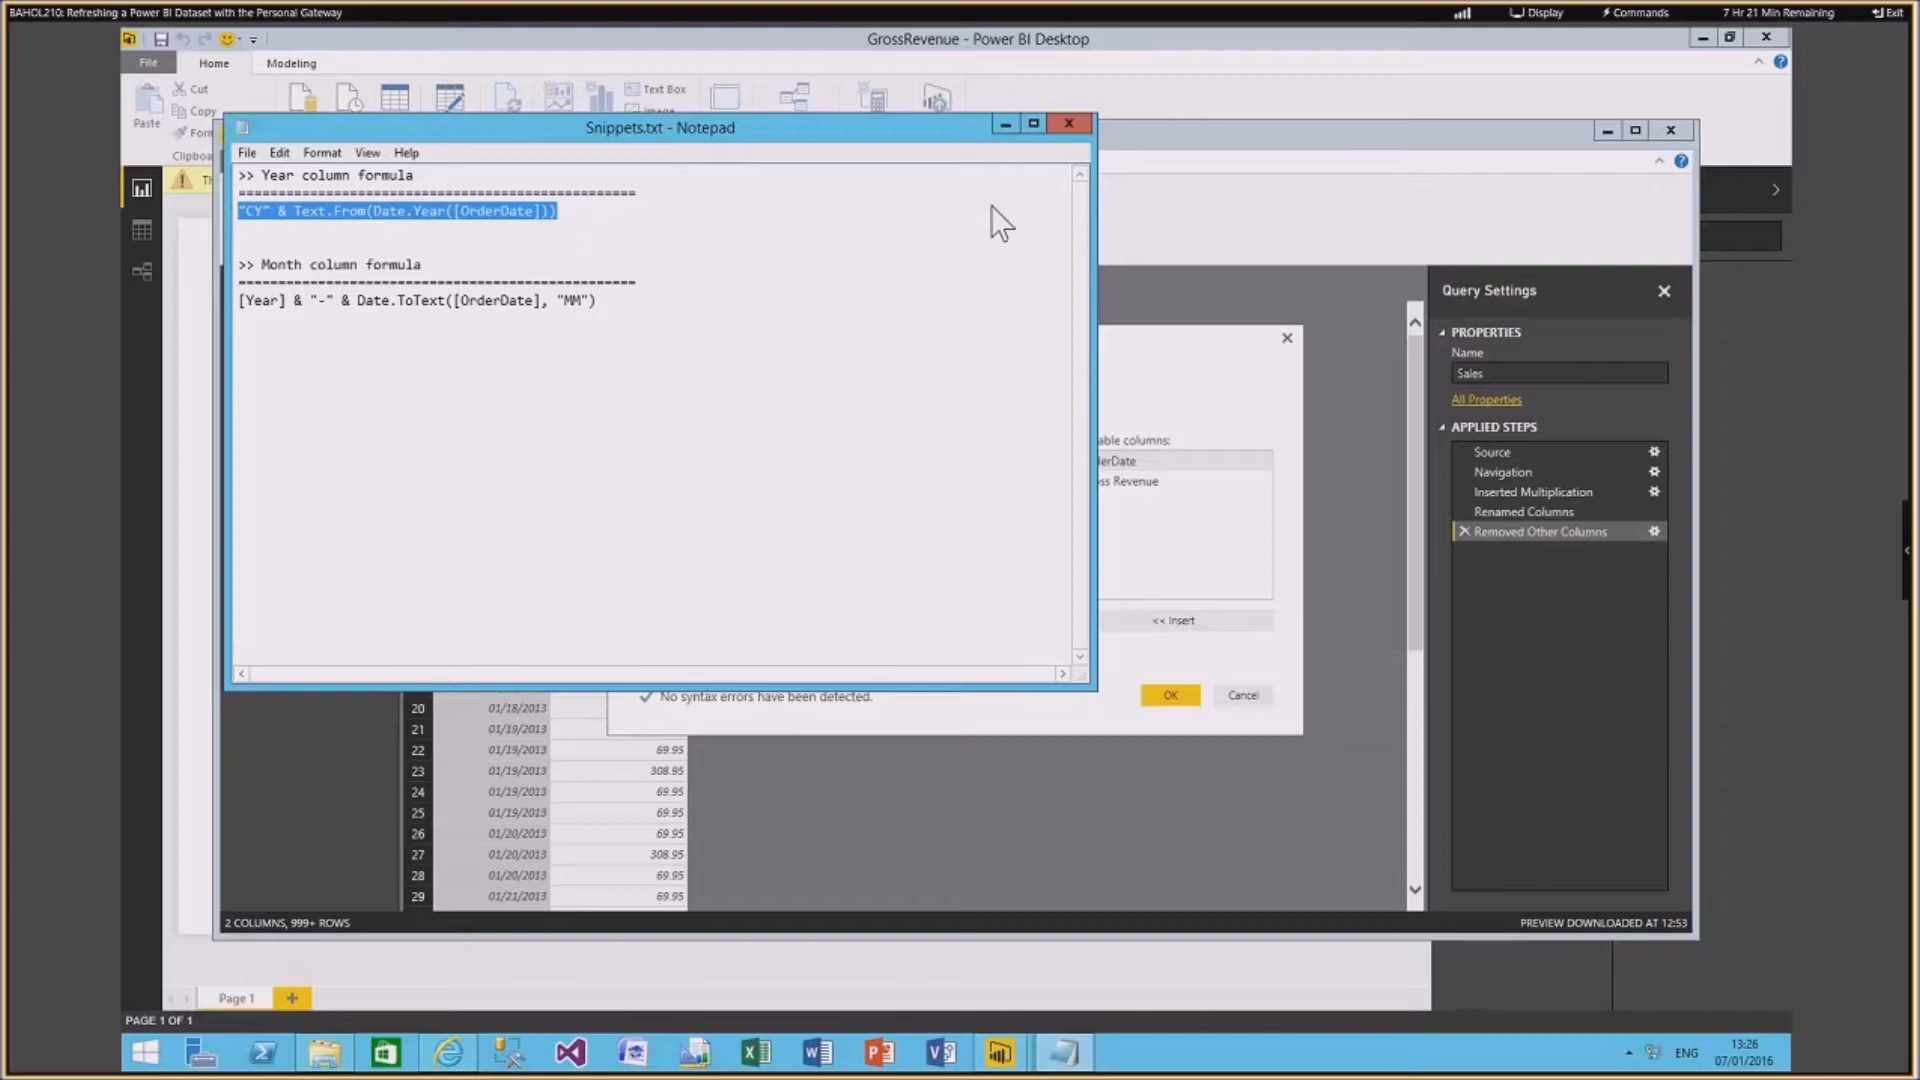 BAHOL210: Refreshing a Power BI Dataset with the Personal Gateway
Display
Commands
7 Hr 21 Min Remaining
Exit
GrossRevenue - Power BI Desktop
File
Home
Modeling
Cut
Copy
Paste
Text Box
Snippets.txt - Notepad
File Edit Format View Help
>> Year column formula
"CY" & Text.From(Date.Year([OrderDate]))
>> Month column formula
[Year] & "-" & Date.ToText([OrderDate], "MM")
Query Settings
PROPERTIES
Name
Sales
All Properties
APPLIED STEPS
Source
Navigation
Inserted Multiplication
Renamed Columns
Removed Other Columns
columns:
<< Insert
No syntax errors have been detected.
OK
Cancel
20 01/18/2013
21 01/19/2013
22 01/19/2013 69.95
23 01/19/2013 308.95
24 01/19/2013 69.95
25 01/19/2013 69.95
26 01/20/2013 69.95
27 01/20/2013 308.95
28 01/20/2013 69.95
29 01/21/2013 69.95
2 COLUMNS, 999+ ROWS
PREVIEW DOWNLOADED AT 12:53
Page 1
PAGE 1 OF 1
ENG
13:26
07/01/2016